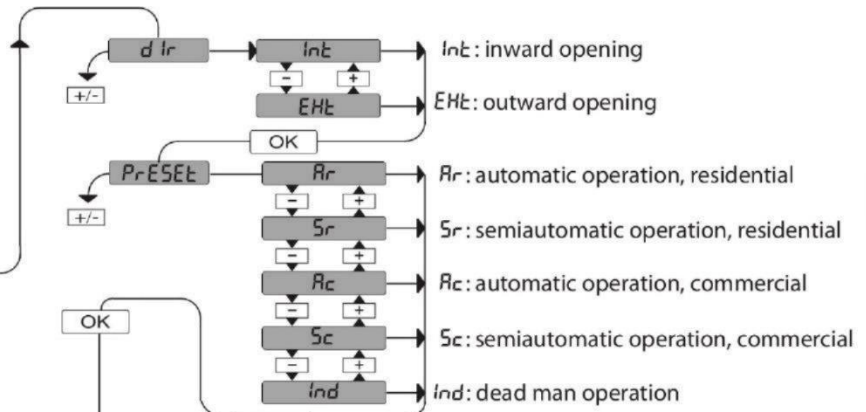 dIr Int Int: inward opening
- +
+/- EHt EHt: outward opening
OK
PrESEt Ar Ar: automatic operation, residential
- +
+/- Sr Sr: semiautomatic operation, residential
- +
Ac Ac: automatic operation, commercial
- +
OK Sc Sc: semiautomatic operation, commercial
- +
Ind Ind: dead man operation